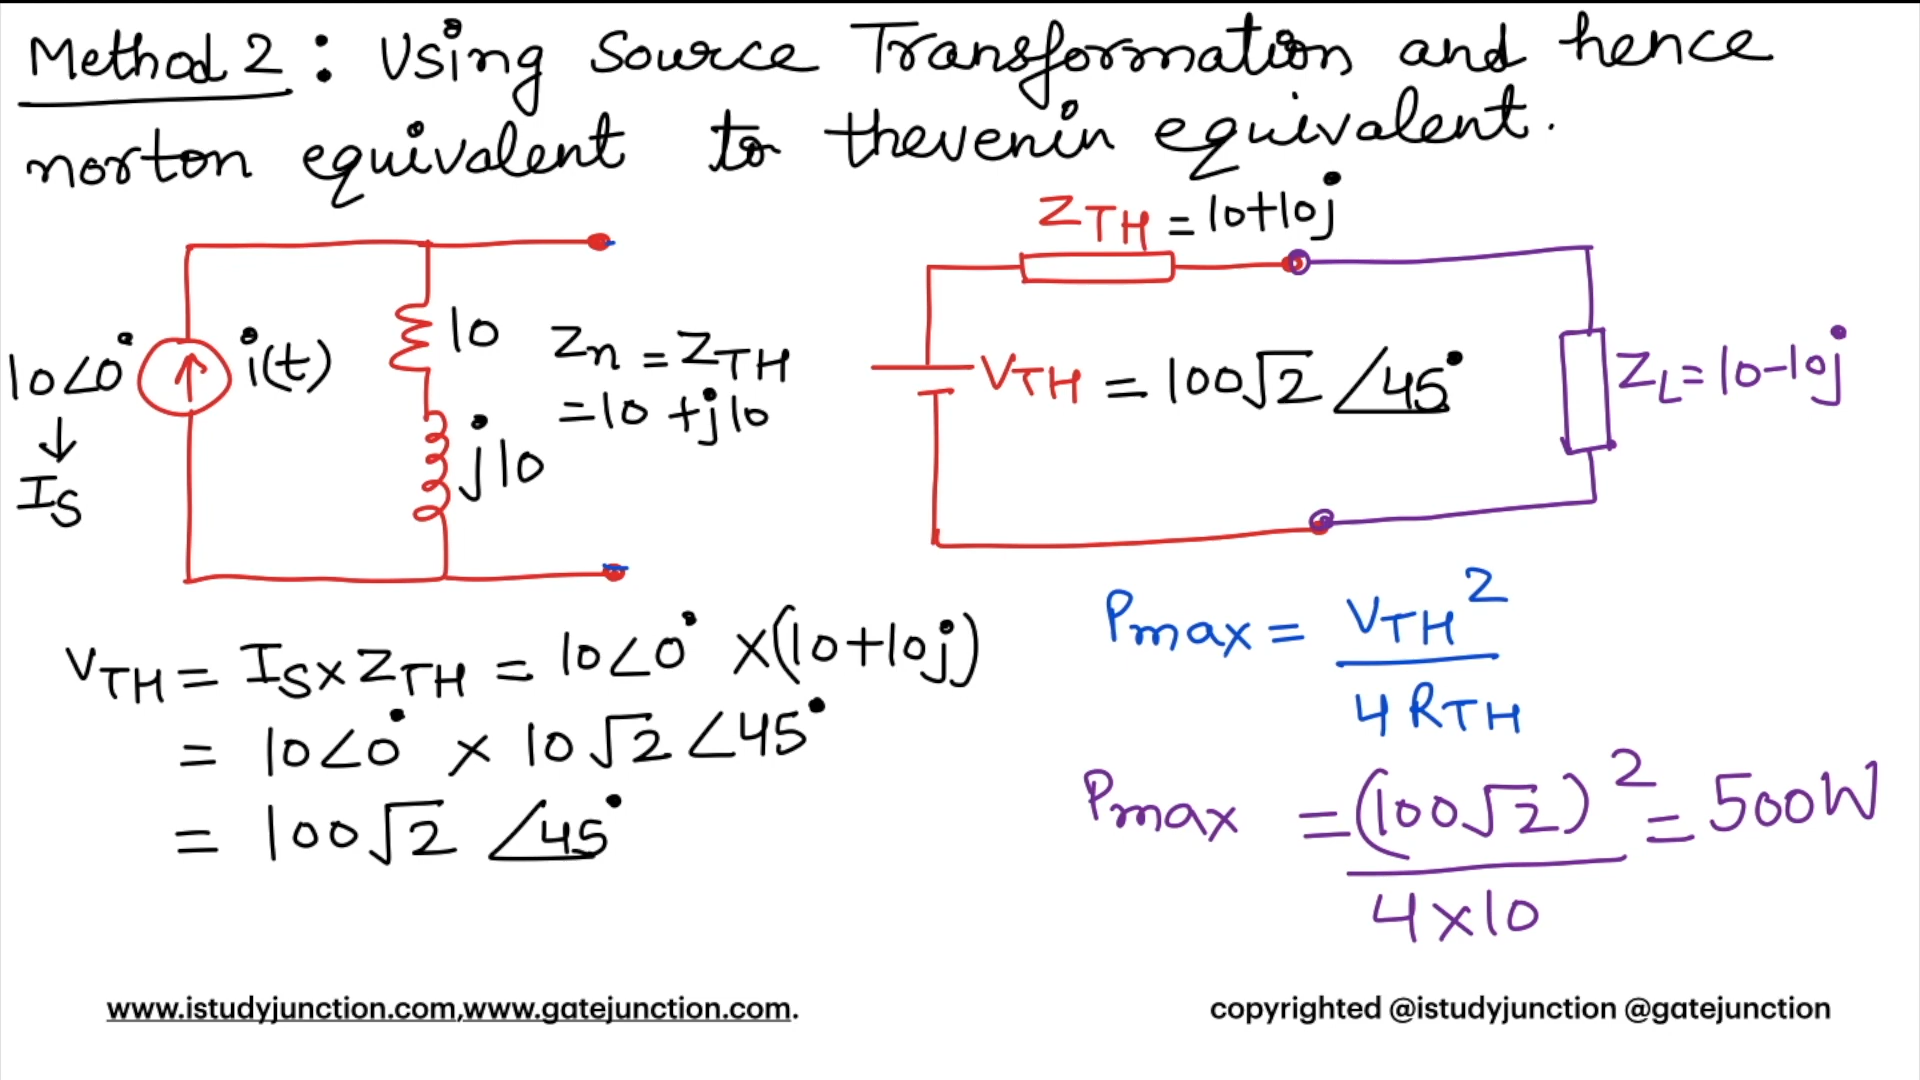 Method 2 : Using Source Transformation and hence
norton equivalent to thevenin equivalent.
10∠0° i(t)
↓
Is
10
j10
Zn = ZTH
= 10 + j10
ZTH = 10+10j
VTH = 100√2 ∠45°
ZL = 10-10j
VTH = Is x ZTH = 10∠0° x (10+10j)
= 10∠0° x 10√2 ∠45°
= 100√2 ∠45°
Pmax = VTH²
4 RTH
Pmax = (100√2)² = 500W
4 x 10
www.istudyjunction.com,www.gatejunction.com.
copyrighted @istudyjunction @gatejunction